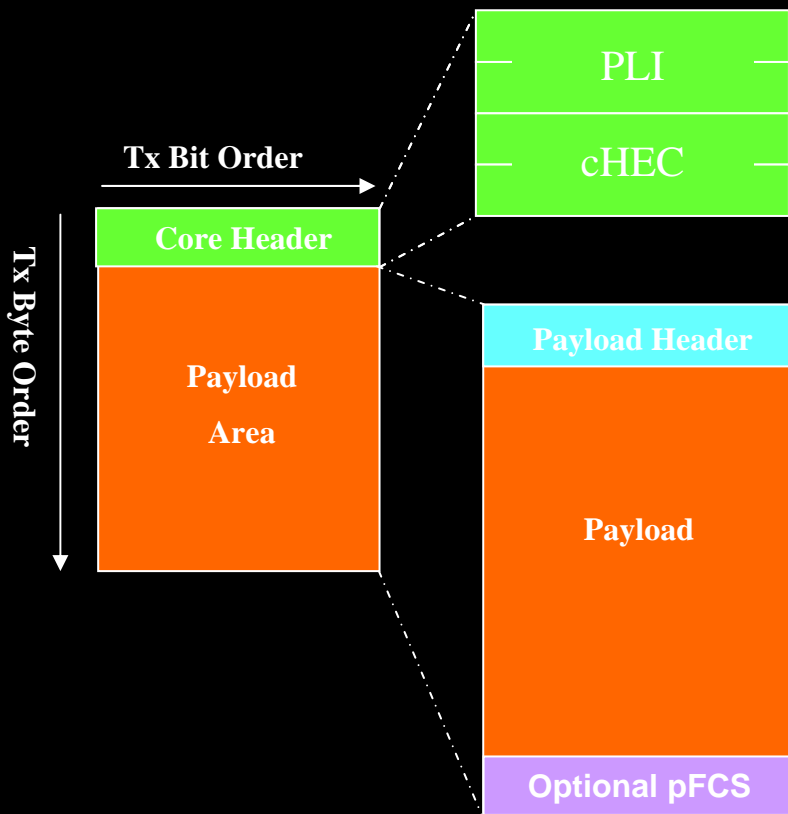 PLI
cHEC
Tx Bit Order
Core Header
Tx Byte Order
Payload
Area
Payload Header
Payload
Optional pFCS